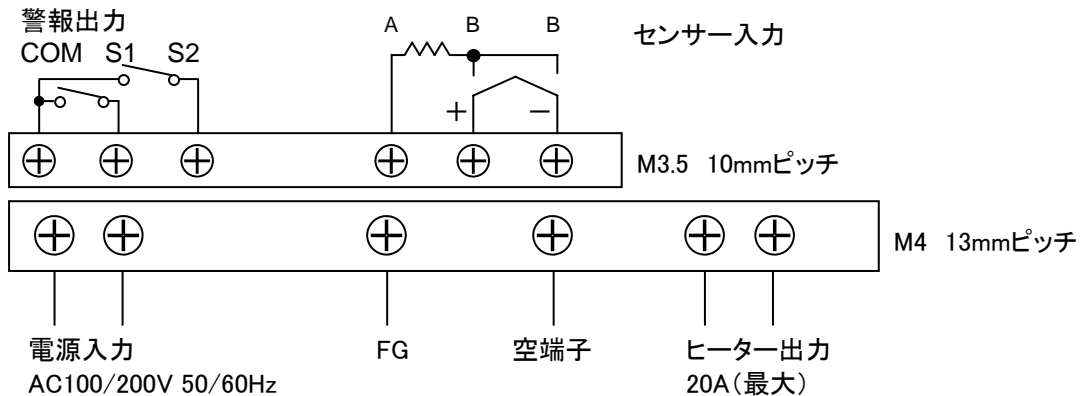 警報出力
COM S1 S2
A B B
センサー入力
+ −
M3.5 10mmピッチ
M4 13mmピッチ
電源入力
AC100/200V 50/60Hz
FG
空端子
ヒーター出力
20A(最大)